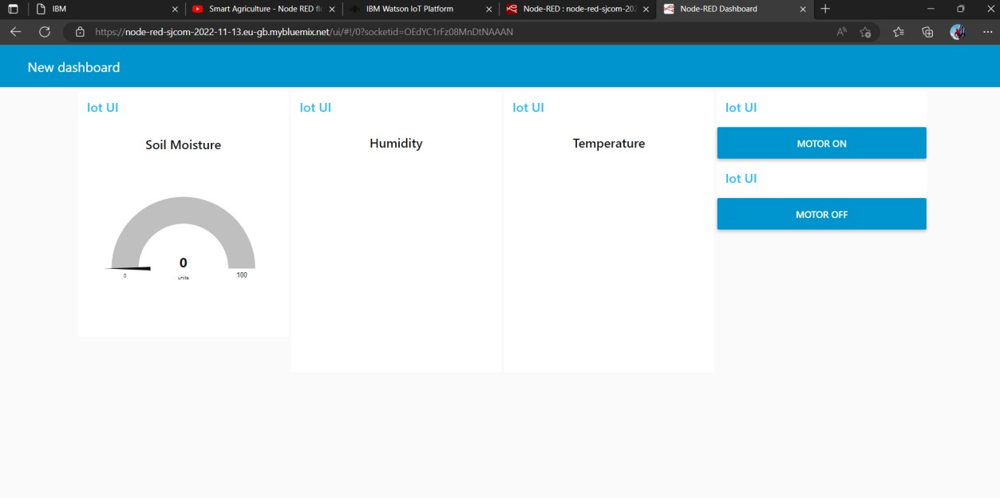 IBM
Smart Agriculture - Node RED fl
IBM Watson IoT Platform
Node-RED : node-red-sjcom-202
Node-RED Dashboard
https://node-red-sjcom-2022-11-13.eu-gb.mybluemix.net/ui/#!/0?socketid=OEdYC1rFz08MnDtNAAAN
New dashboard
Iot UI
Soil Moisture
0
units
0
100
Iot UI
Humidity
Iot UI
Temperature
Iot UI
MOTOR ON
Iot UI
MOTOR OFF